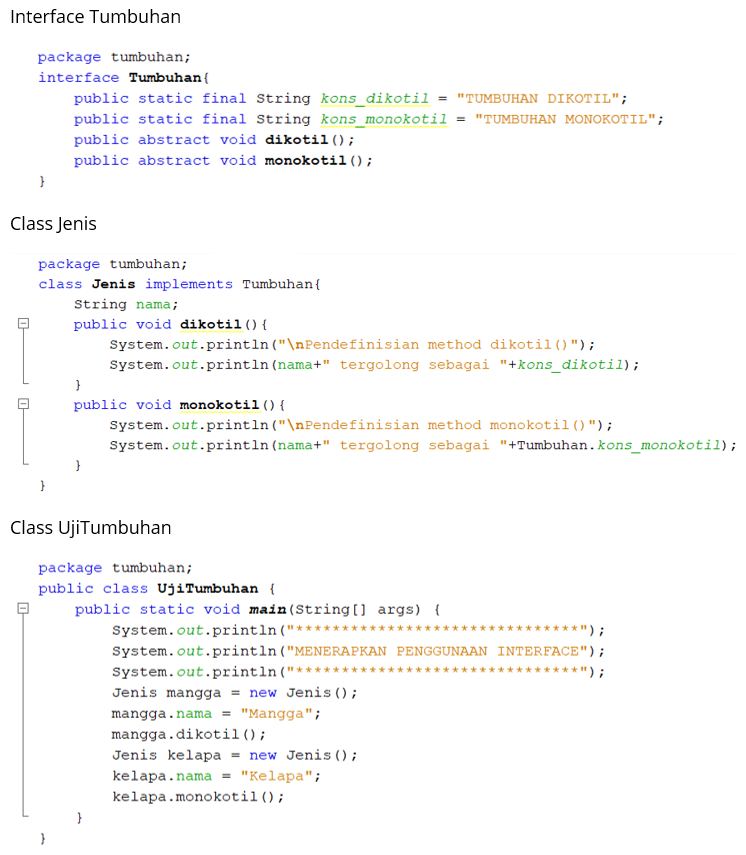 Interface Tumbuhan
package tumbuhan;
interface Tumbuhan{
public static final String kons_dikotil = "TUMBUHAN DIKOTIL";
public static final String kons_monokotil = "TUMBUHAN MONOKOTIL";
public abstract void dikotil();
public abstract void monokotil();
}
Class Jenis
package tumbuhan;
class Jenis implements Tumbuhan{
String nama;
public void dikotil(){
System.out.println("\nPendefinisian method dikotil()");
System.out.println(nama+" tergolong sebagai "+kons_dikotil);
}
public void monokotil(){
System.out.println("\nPendefinisian method monokotil()");
System.out.println(nama+" tergolong sebagai "+Tumbuhan.kons_monokotil);
}
}
Class UjiTumbuhan
package tumbuhan;
public class UjiTumbuhan {
public static void main(String[] args) {
System.out.println("*******************************");
System.out.println("MENERAPKAN PENGGUNAAN INTERFACE");
System.out.println("*******************************");
Jenis mangga = new Jenis();
mangga.nama = "Mangga";
mangga.dikotil();
Jenis kelapa = new Jenis();
kelapa.nama = "Kelapa";
kelapa.monokotil();
}
}